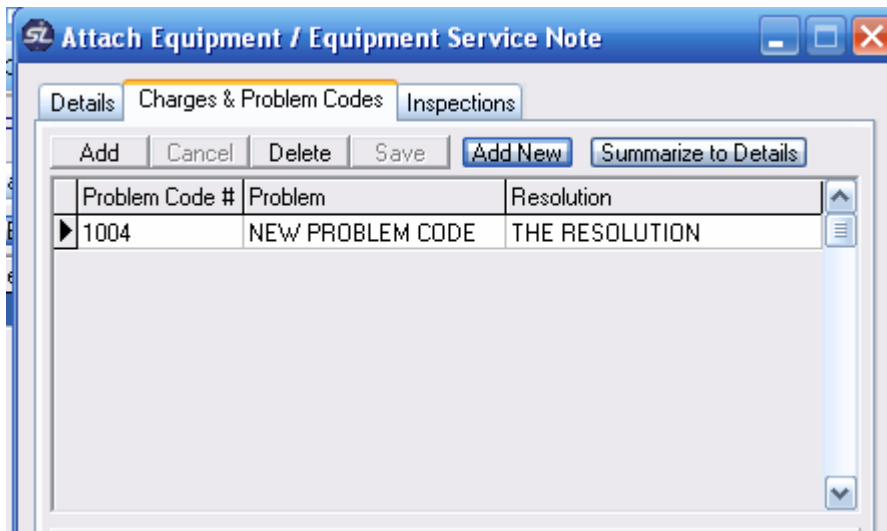 SL Attach Equipment / Equipment Service Note
Details Charges & Problem Codes Inspections
Add Cancel Delete Save Add New Summarize to Details
Problem Code # Problem Resolution
1004 NEW PROBLEM CODE THE RESOLUTION